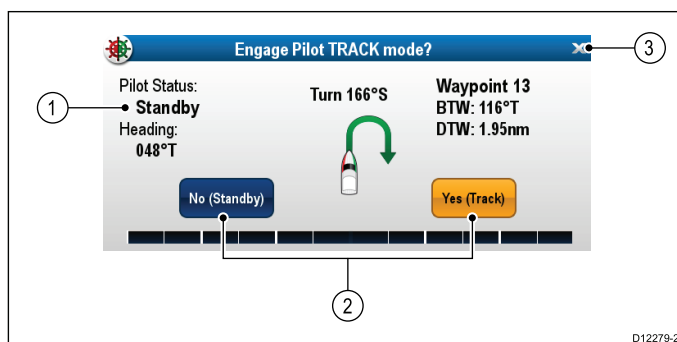 Engage Pilot TRACK mode?
X
3
Pilot Status:
Standby
Heading:
048°T
1
Turn 166°S
Waypoint 13
BTW: 116°T
DTW: 1.95nm
No (Standby)
Yes (Track)
2
D12279-2